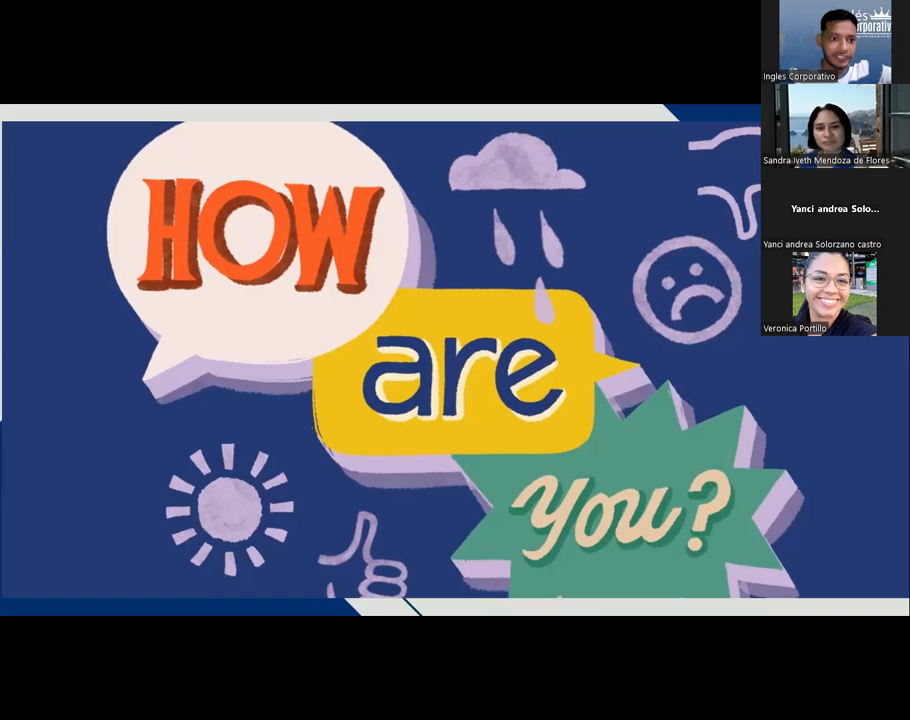 HOW
are
You?
Ingles Corporativo
Sandra Iveth Mendoza de Flores
Yanci andrea Solo...
Yanci andrea Solorzano castro
Veronica Portillo